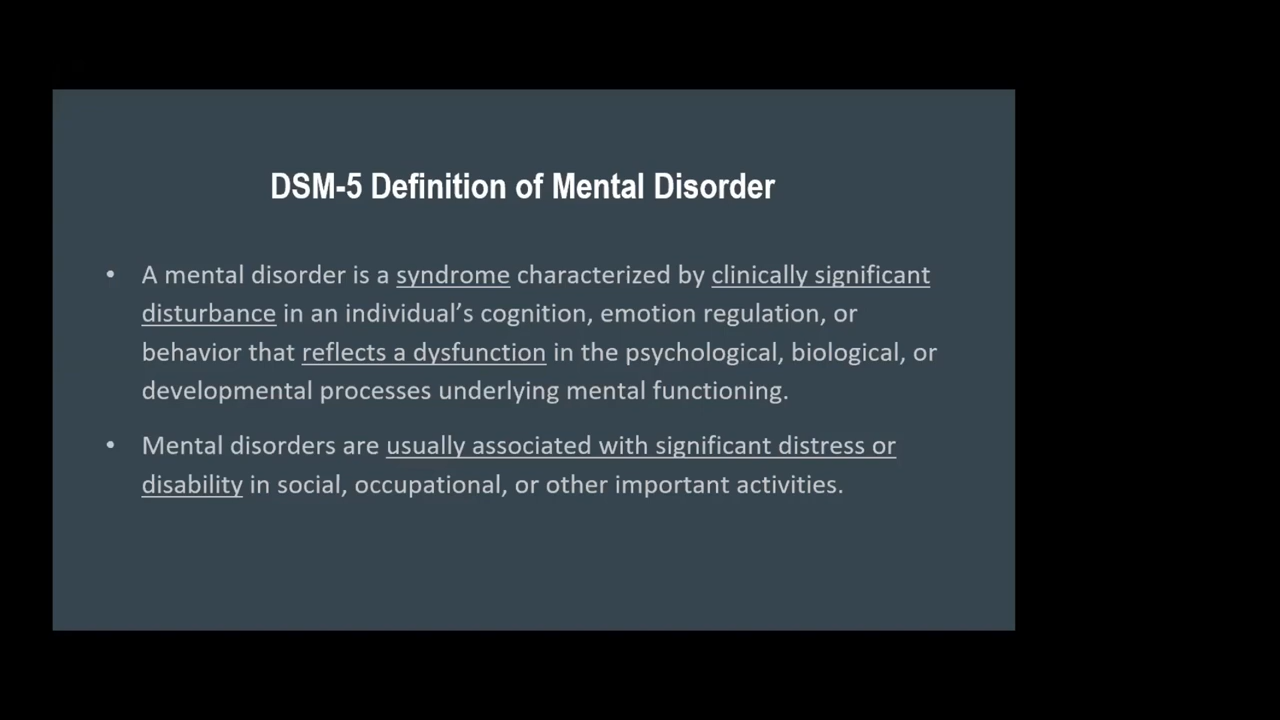 DSM-5 Definition of Mental Disorder
• A mental disorder is a syndrome characterized by clinically significant
disturbance in an individual’s cognition, emotion regulation, or
behavior that reflects a dysfunction in the psychological, biological, or
developmental processes underlying mental functioning.
• Mental disorders are usually associated with significant distress or
disability in social, occupational, or other important activities.